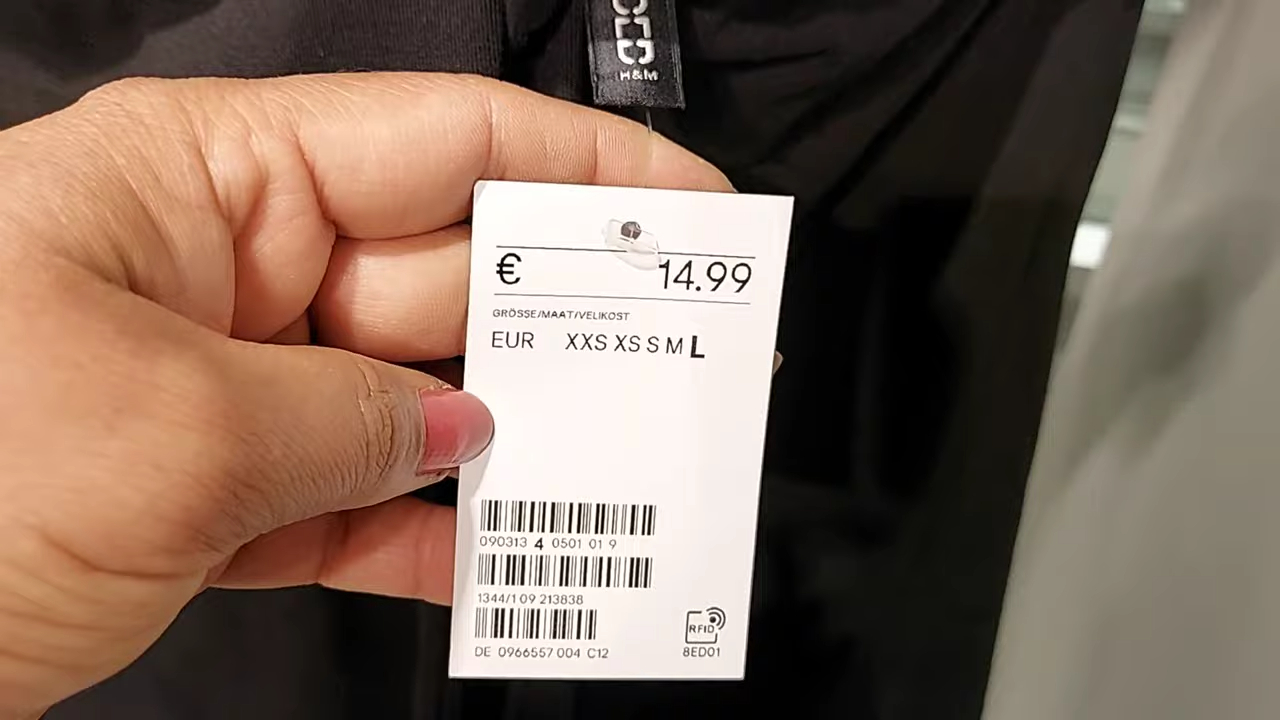 H&M
€ 14.99
GRÖSSE/MAAT/VELIKOST
EUR XXS XS S M L
090313 4 0501 01 9
1344/1 09 213838
RFID
DE 0966557 004 C12
8ED01